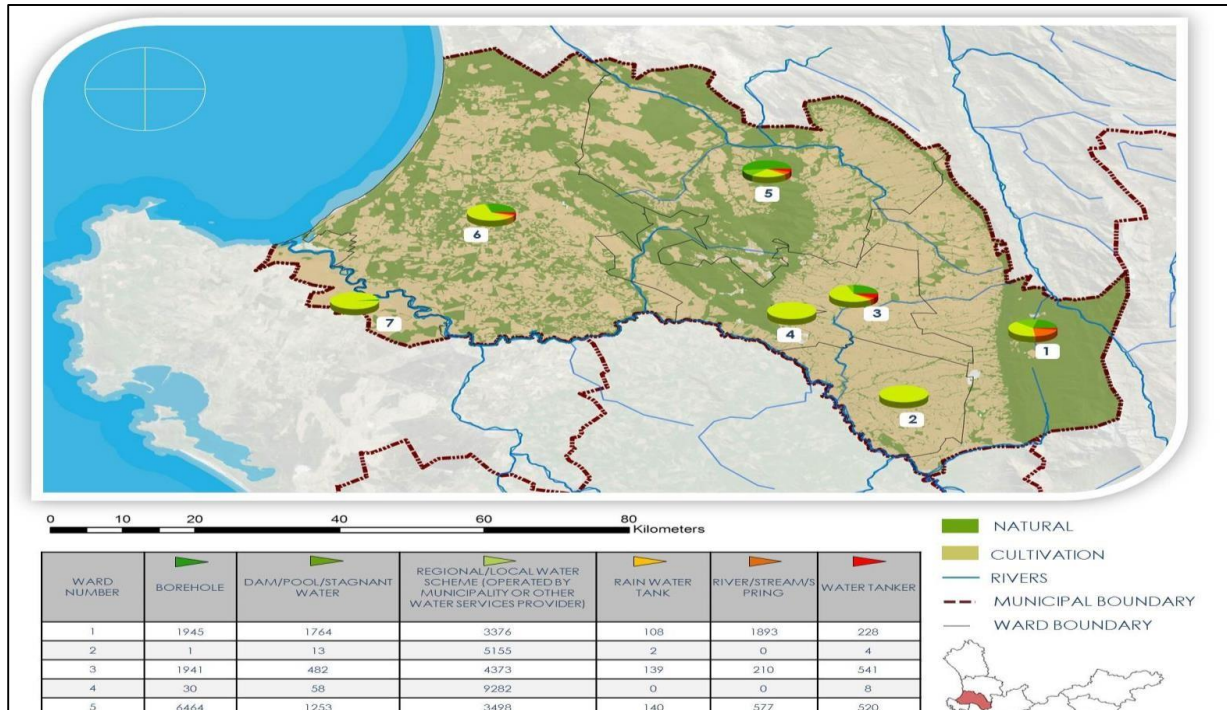 5
6
3
7
4
1
2
0 10 20 40 60 80
Kilometers
NATURAL
CULTIVATION
RIVERS
MUNICIPAL BOUNDARY
WARD BOUNDARY
WARD
NUMBER
BOREHOLE
DAM/POOL/STAGNANT
WATER
REGIONAL/LOCAL WATER
SCHEME (OPERATED BY
MUNICIPALITY OR OTHER
WATER SERVICES PROVIDER)
RAIN WATER
TANK
RIVER/STREAM/S
PRING
WATER TANKER
1 1945 1764 3376 108 1893 228
2 1 13 5155 2 0 4
3 1941 482 4373 139 210 541
4 30 58 9282 0 0 8
5 6464 1253 3498 140 577 520